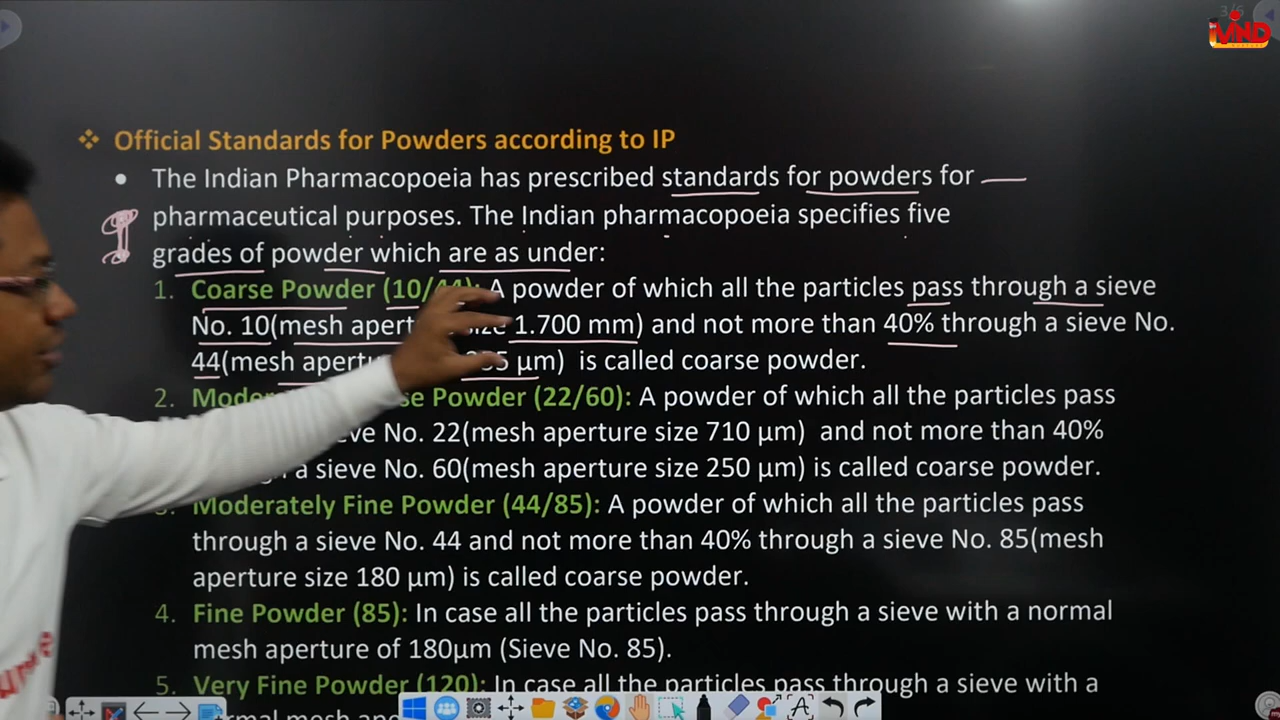 3/6
MIND
❖ Official Standards for Powders according to IP
• The Indian Pharmacopoeia has prescribed standards for powders for
pharmaceutical purposes. The Indian pharmacopoeia specifies five
grades of powder which are as under:
1. Coarse Powder (10/44): A powder of which all the particles pass through a sieve
No. 10(mesh apert 1.700 mm) and not more than 40% through a sieve No.
44(mesh μm) is called coarse powder.
2. Powder (22/60): A powder of which all the particles pass
No. 22(mesh aperture size 710 μm) and not more than 40%
a sieve No. 60(mesh aperture size 250 μm) is called coarse powder.
Moderately Fine Powder (44/85): A powder of which all the particles pass
through a sieve No. 44 and not more than 40% through a sieve No. 85(mesh
aperture size 180 μm) is called coarse powder.
4. Fine Powder (85): In case all the particles pass through a sieve with a normal
mesh aperture of 180μm (Sieve No. 85).
5. Very Fine Powder (120): In case all the particles pass through a sieve with a